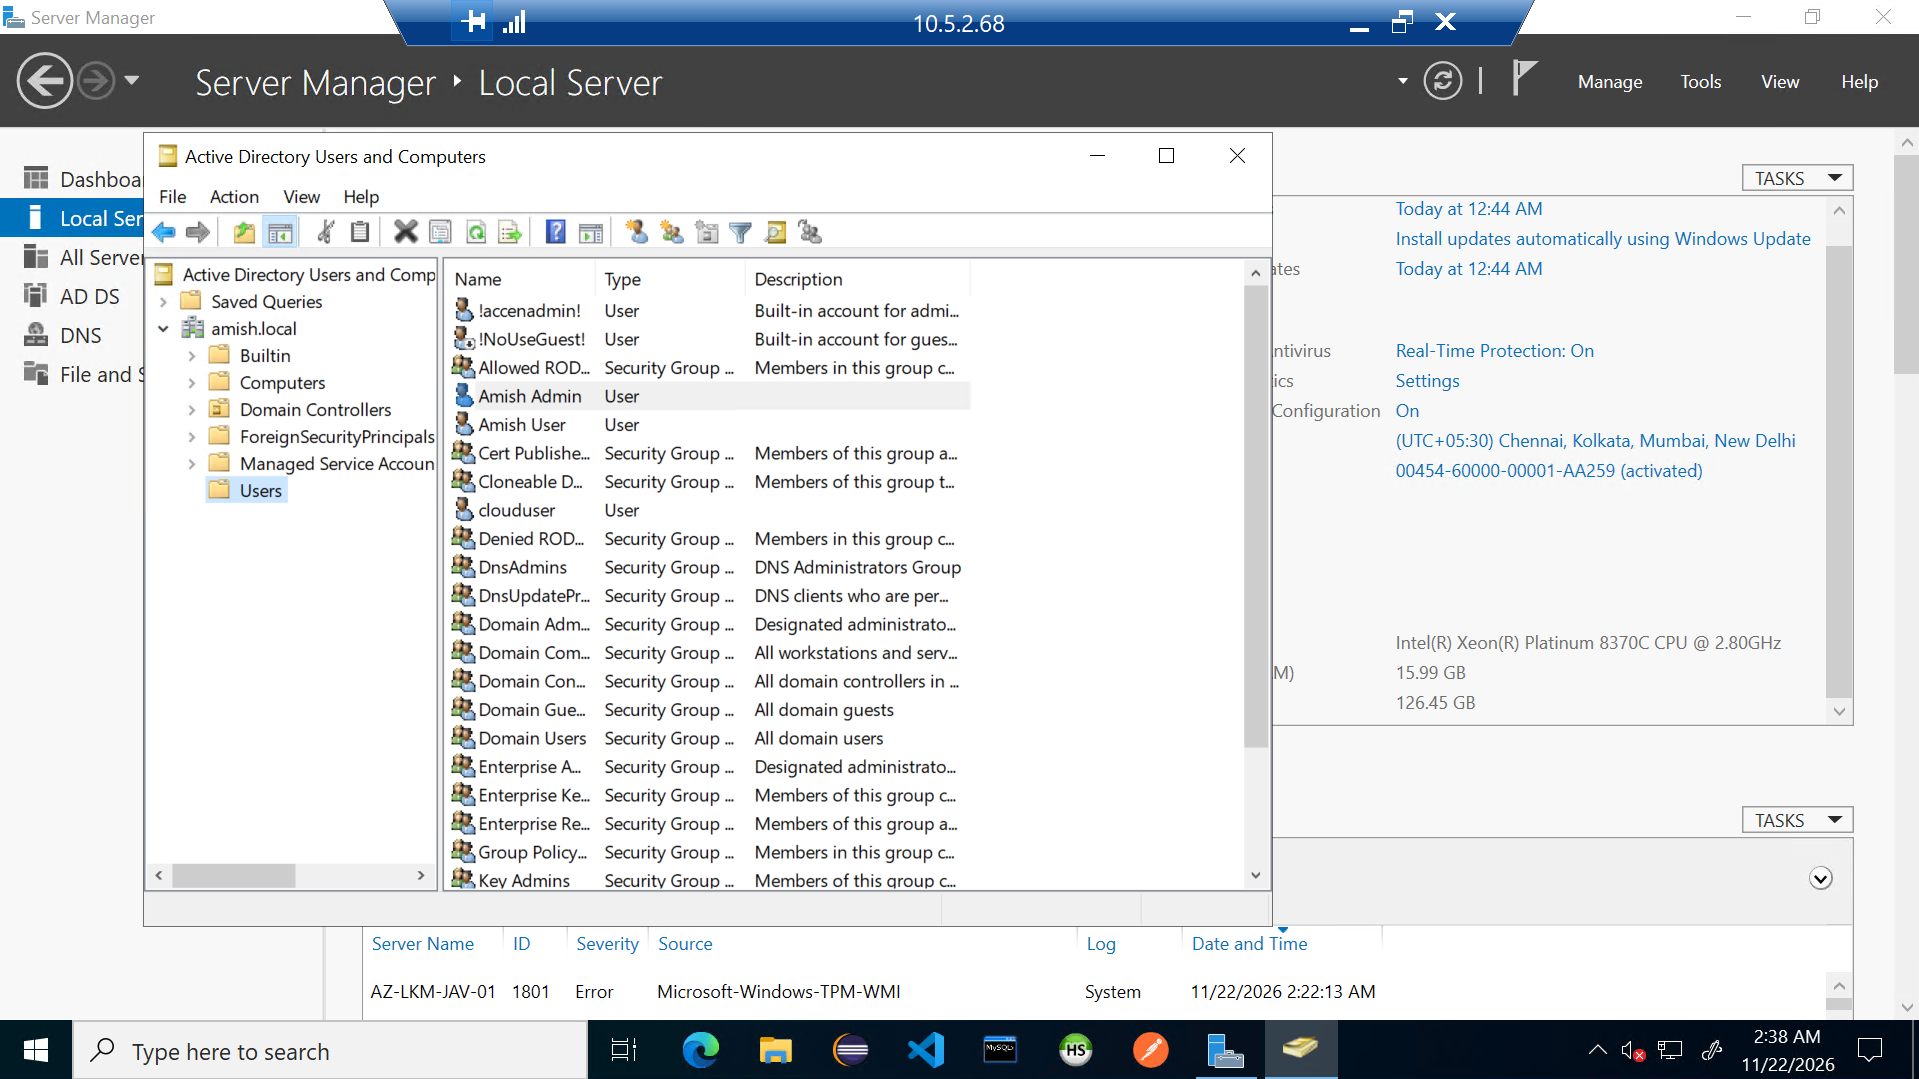 Server Manager
10.5.2.68
Server Manager ‣ Local Server
Manage
Tools
View
Help
Dashboa
Local Ser
All Server
AD DS
DNS
File and S
Active Directory Users and Computers
File
Action
View
Help
Active Directory Users and Comp
Saved Queries
amish.local
Builtin
Computers
Domain Controllers
ForeignSecurityPrincipals
Managed Service Accoun
Users
Name Type Description
!accenadmin! User Built-in account for admi...
!NoUseGuest! User Built-in account for gues...
Allowed ROD... Security Group ... Members in this group c...
Amish Admin User
Amish User User
Cert Publishe... Security Group ... Members of this group a...
Cloneable D... Security Group ... Members of this group t...
clouduser User
Denied ROD... Security Group ... Members in this group c...
DnsAdmins Security Group ... DNS Administrators Group
DnsUpdatePr... Security Group ... DNS clients who are per...
Domain Adm... Security Group ... Designated administrato...
Domain Com... Security Group ... All workstations and serv...
Domain Con... Security Group ... All domain controllers in ...
Domain Gue... Security Group ... All domain guests
Domain Users Security Group ... All domain users
Enterprise A... Security Group ... Designated administrato...
Enterprise Ke... Security Group ... Members of this group c...
Enterprise Re... Security Group ... Members of this group a...
Group Policy... Security Group ... Members in this group c...
Key Admins Security Group ... Members of this group c...
TASKS
Today at 12:44 AM
Install updates automatically using Windows Update
ates Today at 12:44 AM
ntivirus Real-Time Protection: On
ics Settings
Configuration On
(UTC+05:30) Chennai, Kolkata, Mumbai, New Delhi
00454-60000-00001-AA259 (activated)
Intel(R) Xeon(R) Platinum 8370C CPU @ 2.80GHz
M) 15.99 GB
126.45 GB
TASKS
Server Name ID Severity Source Log Date and Time
AZ-LKM-JAV-01 1801 Error Microsoft-Windows-TPM-WMI System 11/22/2026 2:22:13 AM
Type here to search
MySQL
HS
2:38 AM
11/22/2026